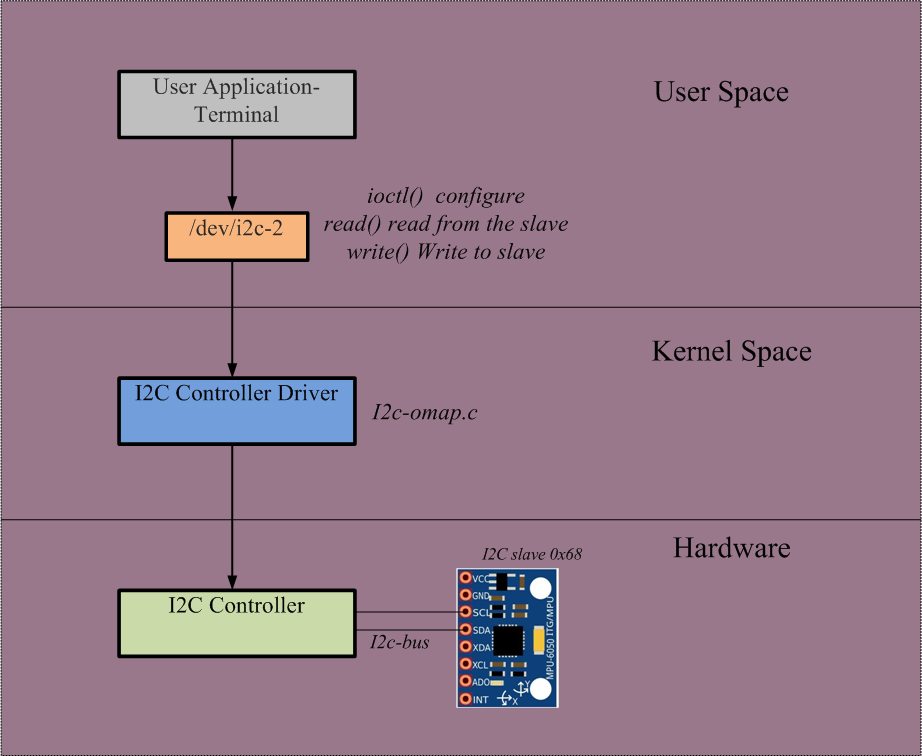 User Application-
Terminal
User Space
/dev/i2c-2
ioctl()  configure
read() read from the slave
write() Write to slave
Kernel Space
I2C Controller Driver
I2c-omap.c
Hardware
I2C slave 0x68
I2C Controller
I2c-bus
VCC
GND
SCL
SDA
XDA
XCL
ADO
INT
MPU-6050 ITG/MPU
Y
X